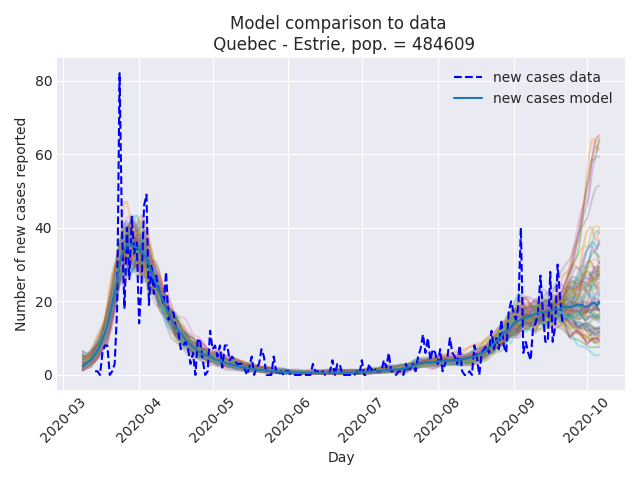 Model comparison to data
Quebec - Estrie, pop. = 484609
new cases data
new cases model
Number of new cases reported
80
60
40
20
0
2020-03
2020-04
2020-05
2020-06
2020-07
2020-08
2020-09
2020-10
Day